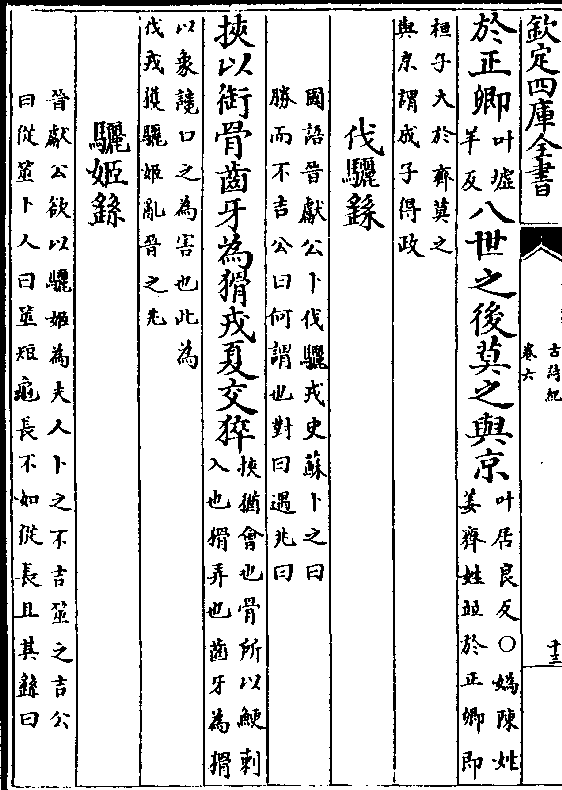 欽定四庫全書
古詩紀
卷六
十三
於正卿叶墟羊反八世之後莫之與京叶居良反○嬀陳姓姜齊姓竝於正卿即
桓子大於齊莫之與京謂成子得政
伐驪繇
國語晉獻公卜伐驪戎史蘇卜之曰
勝而不吉公曰何謂也對曰遇兆曰
挾以銜骨齒牙為猾戎夏交捽挾猶會也骨所以鯁刺入也猾弄也齒牙為猾
以象讒口之為害也此為伐戎獲驪姬亂晉之兆
驪姬繇
晉獻公欲以驪姬為夫人卜之不吉筮之吉公
曰從筮卜人曰筮短龜長不如從長且其繇曰